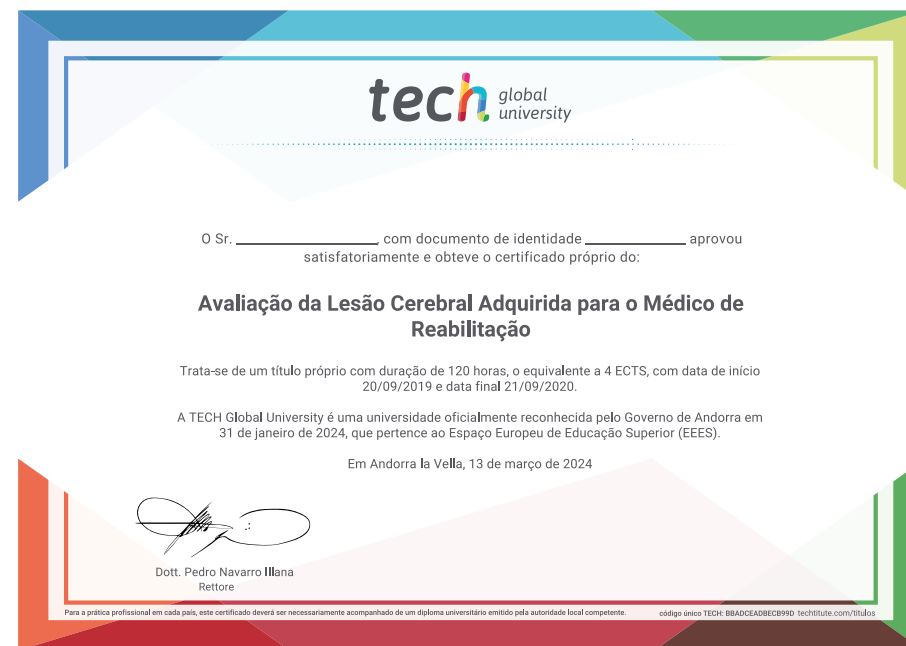 tech global university
O Sr. ____________________, com documento de identidade ______________ aprovou
satisfatoriamente e obteve o certificado próprio do:
Avaliação da Lesão Cerebral Adquirida para o Médico de
Reabilitação
Trata-se de um título próprio com duração de 120 horas, o equivalente a 4 ECTS, com data de início
20/09/2019 e data final 21/09/2020.
A TECH Global University é uma universidade oficialmente reconhecida pelo Governo de Andorra em
31 de janeiro de 2024, que pertence ao Espaço Europeu de Educação Superior (EEES).
Em Andorra la Vella, 13 de março de 2024
Dott. Pedro Navarro Illana
Rettore
Para a prática profissional em cada país, este certificado deverá ser necessariamente acompanhado de um diploma universitário emitido pela autoridade local competente. código único TECH: BBADCEADBECB99D techtitute.com/titulos